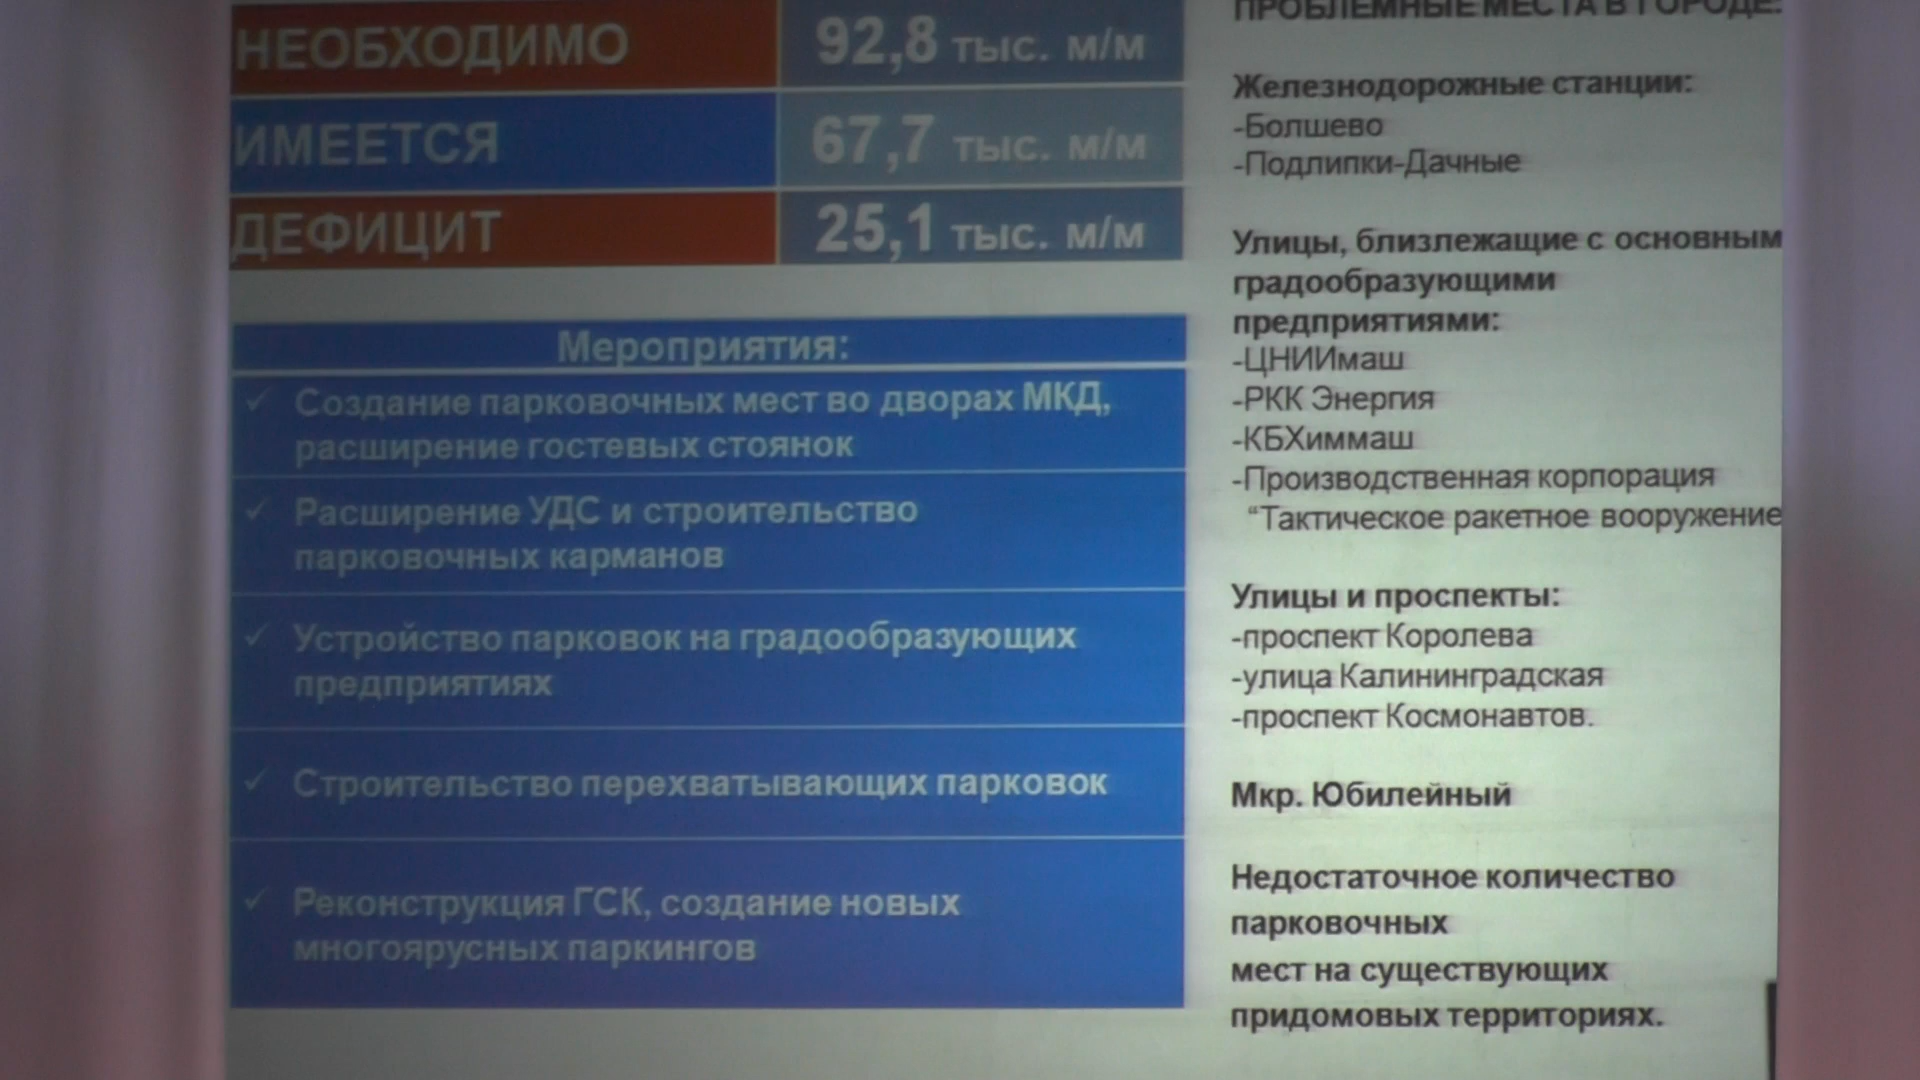 НЕОБХОДИМО 92,8 тыс. м/м
ИМЕЕТСЯ 67,7 тыс. м/м
ДЕФИЦИТ 25,1 тыс. м/м
Мероприятия:
✓ Создание парковочных мест во дворах МКД,
расширение гостевых стоянок
✓ Расширение УДС и строительство
парковочных карманов
✓ Устройство парковок на градообразующих
предприятиях
✓ Строительство перехватывающих парковок
✓ Реконструкция ГСК, создание новых
многоярусных паркингов
ПРОБЛЕМНЫЕ МЕСТА В ГОРОДЕ:
Железнодорожные станции:
-Болшево
-Подлипки-Дачные
Улицы, близлежащие с основным
градообразующими
предприятиями:
-ЦНИИмаш
-РКК Энергия
-КБХиммаш
-Производственная корпорация
“Тактическое ракетное вооружение
Улицы и проспекты:
-проспект Королева
-улица Калининградская
-проспект Космонавтов.
Мкр. Юбилейный
Недостаточное количество
парковочных
мест на существующих
придомовых территориях.